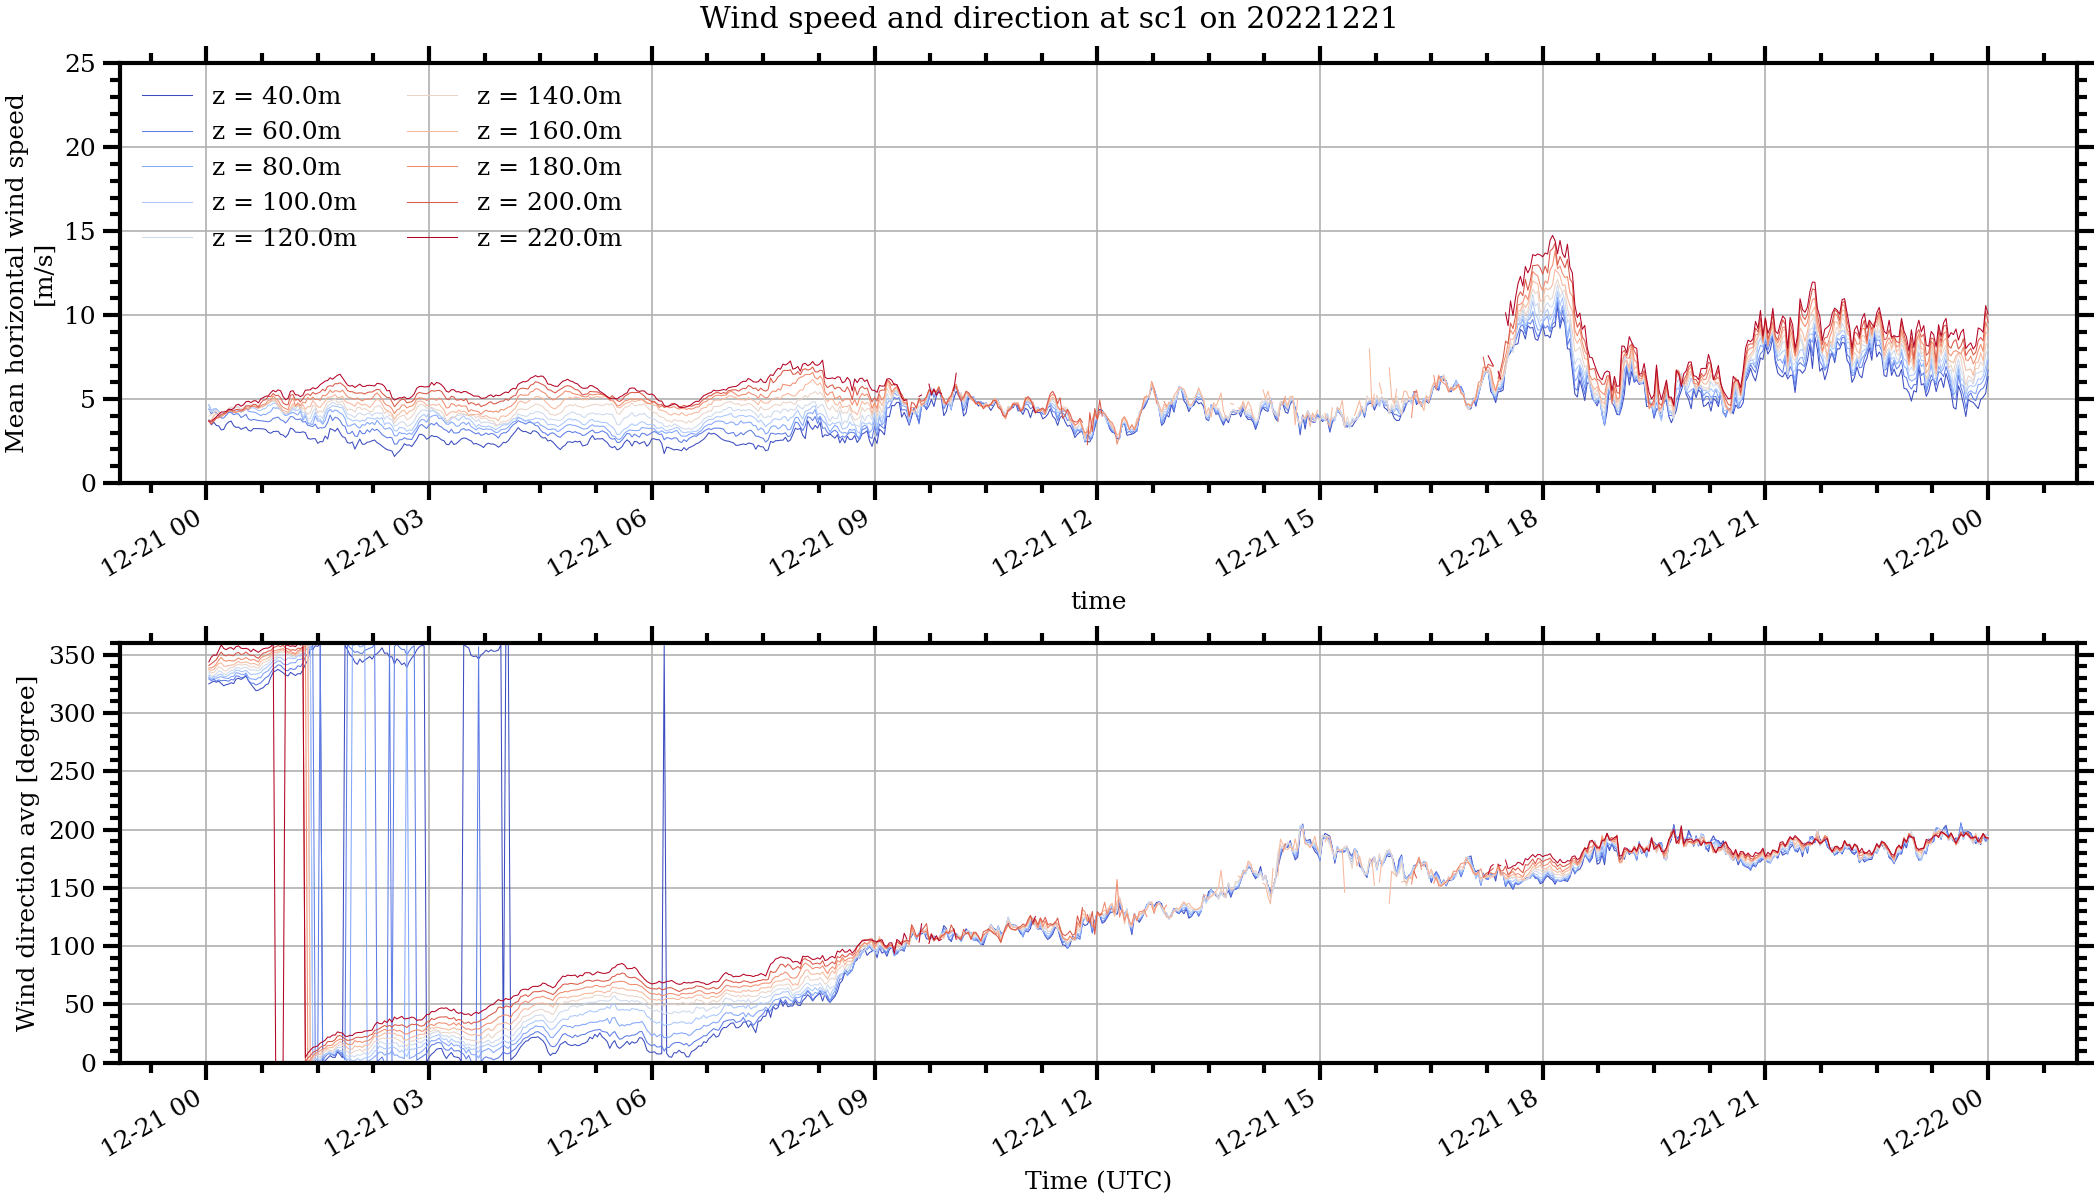 Wind speed and direction at sc1 on 20221221
Mean horizontal wind speed
[m/s]
25
20
15
10
5
0
z = 40.0m
z = 60.0m
z = 80.0m
z = 100.0m
z = 120.0m
z = 140.0m
z = 160.0m
z = 180.0m
z = 200.0m
z = 220.0m
12-21 00
12-21 03
12-21 06
12-21 09
12-21 12
12-21 15
12-21 18
12-21 21
12-22 00
time
Wind direction avg [degree]
350
300
250
200
150
100
50
0
12-21 00
12-21 03
12-21 06
12-21 09
12-21 12
12-21 15
12-21 18
12-21 21
12-22 00
Time (UTC)